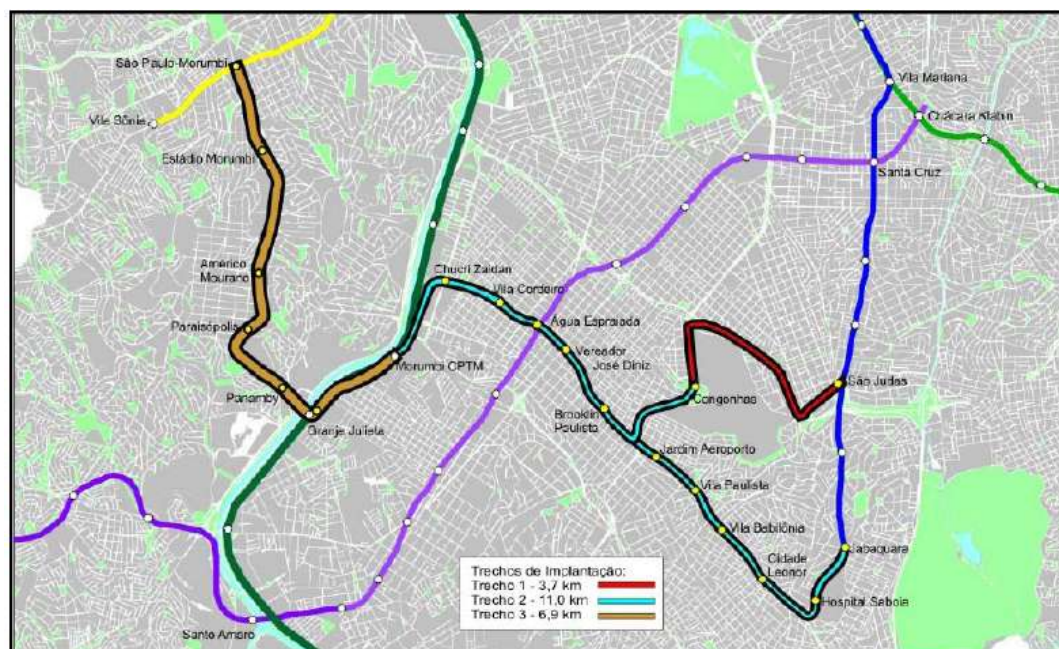 São Paulo-Morumbi
Vila Sônia
Estádio Morumbi
Américo
Mourano
Paraisópolis
Panamby
Granja Julieta
Morumbi CPTM
Chucri Zaidan
Vila Cordeiro
Água Espraiada
Vereador
José Diniz
Brooklin
Paulista
Congonhas
Jardim Aeroporto
Vila Paulista
Vila Babilônia
Cidade
Leonor
Hospital Saboia
Jabaquara
São Judas
Santa Cruz
Chácara Klabin
Vila Mariana
Santo Amaro
Trechos de Implantação:
Trecho 1 - 3,7 km
Trecho 2 - 11,0 km
Trecho 3 - 6,9 km